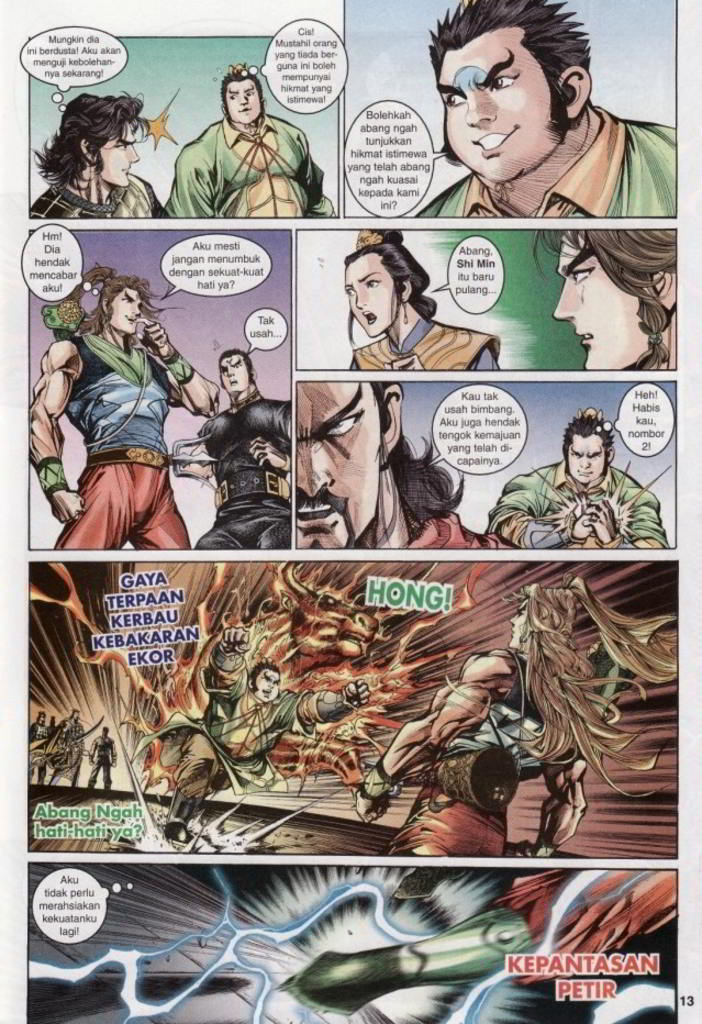 Mungkin dia
ini berdusta! Aku akan
menguji kebolehan-
nya sekarang!
Cis!
Mustahil orang
yang tiada ber-
guna ini boleh
mempunyai
hikmat yang
istimewa!
Bolehkah
abang ngah
tunjukkan
hikmat istimewa
yang telah abang
ngah kuasai
kepada kami
ini?
Hm!
Dia
hendak
mencabar
aku!
Aku mesti
jangan menumbuk
dengan sekuat-kuat
hati ya?
Tak
usah...
Abang,
Shi Min
itu baru
pulang...
Kau tak
usah bimbang.
Aku juga hendak
tengok kemajuan
yang di-
capainya.
Heh!
Habis
kau,
nombor
2!
GAYA
TERPAAN
KERBAU
KEBAKARAN
EKOR
HONG!
Abang Ngah
hati-hati ya?
Aku
tidak perlu
merahsiakan
kekuatanku
lagi!
KEPANTASAN
PETIR
13